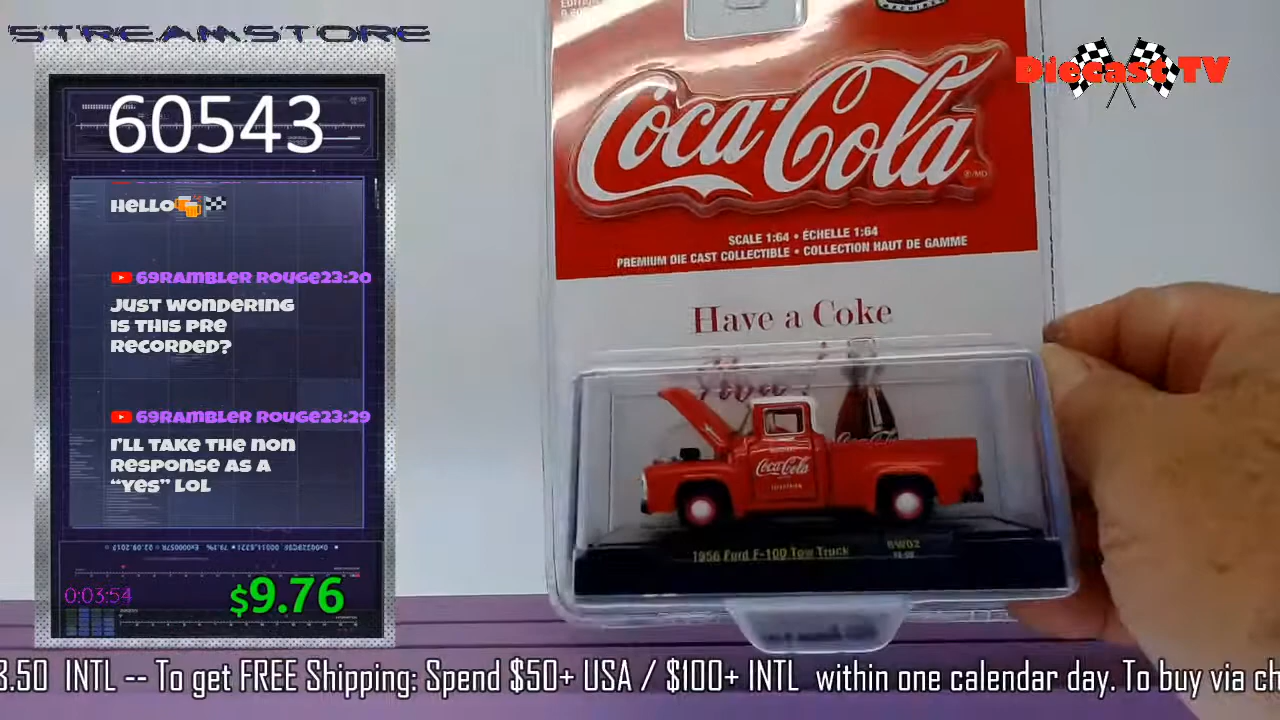 STREAMSTORE
60543
HELLO🍻🏁
69RAMBLER ROUGE23:20
JUST WONDERING
IS THIS PRE
RECORDED?
69RAMBLER ROUGE23:29
I'LL TAKE THE NON
RESPONSE AS A
"YES" LOL
0:03:54
$9.76
Diecast TV
Coca-Cola
®/MD
SCALE 1:64 • ÉCHELLE 1:64
PREMIUM DIE CAST COLLECTIBLE • COLLECTION HAUT DE GAMME
Have a Coke
Coca-Cola
Coca-Cola
1956 Ford F-100 Tow Truck
3.50 INTL -- To get FREE Shipping: Spend $50+ USA / $100+ INTL within one calendar day. To buy via ch